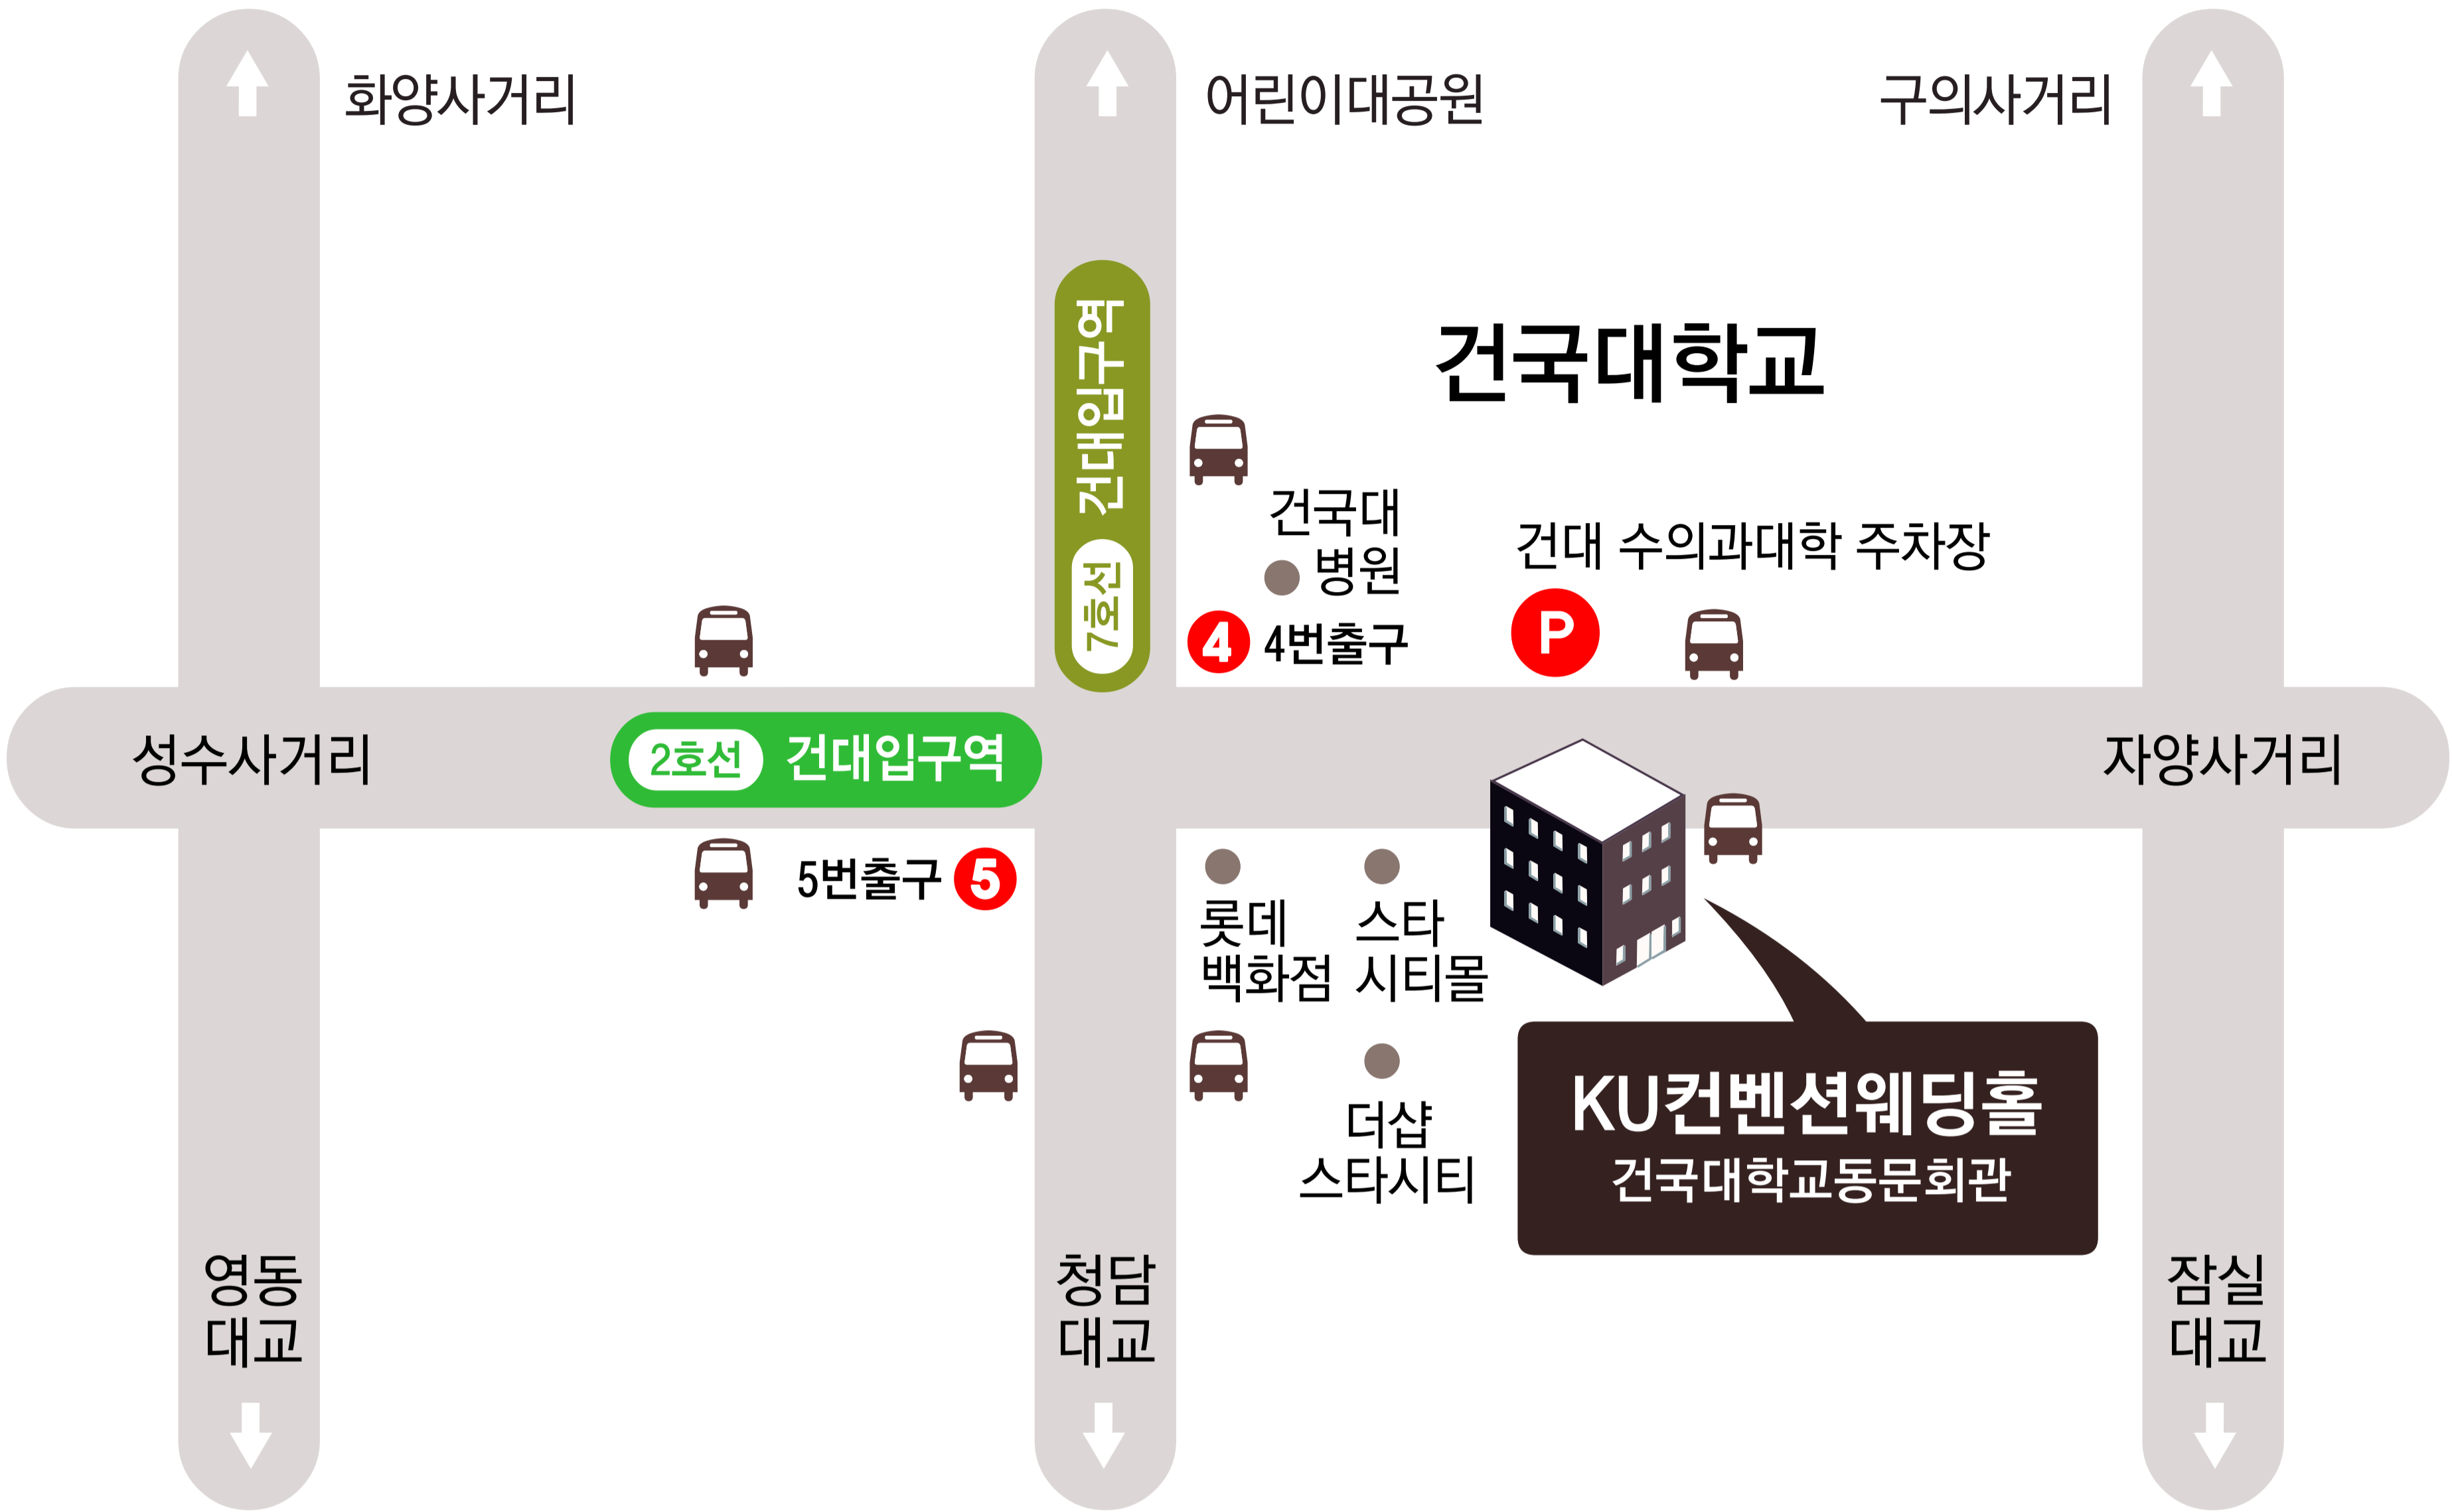 화양사거리
어린이대공원
구의사거리
건대입구역
7호선
건국대학교
건국대
병원
4 4번출구
건대 수의과대학 주차장
P
성수사거리
2호선 건대입구역
자양사거리
5번출구 5
롯데
백화점
스타
시티몰
더샵
스타시티
KU컨벤션웨딩홀
건국대학교동문회관
영동
대교
청담
대교
잠실
대교